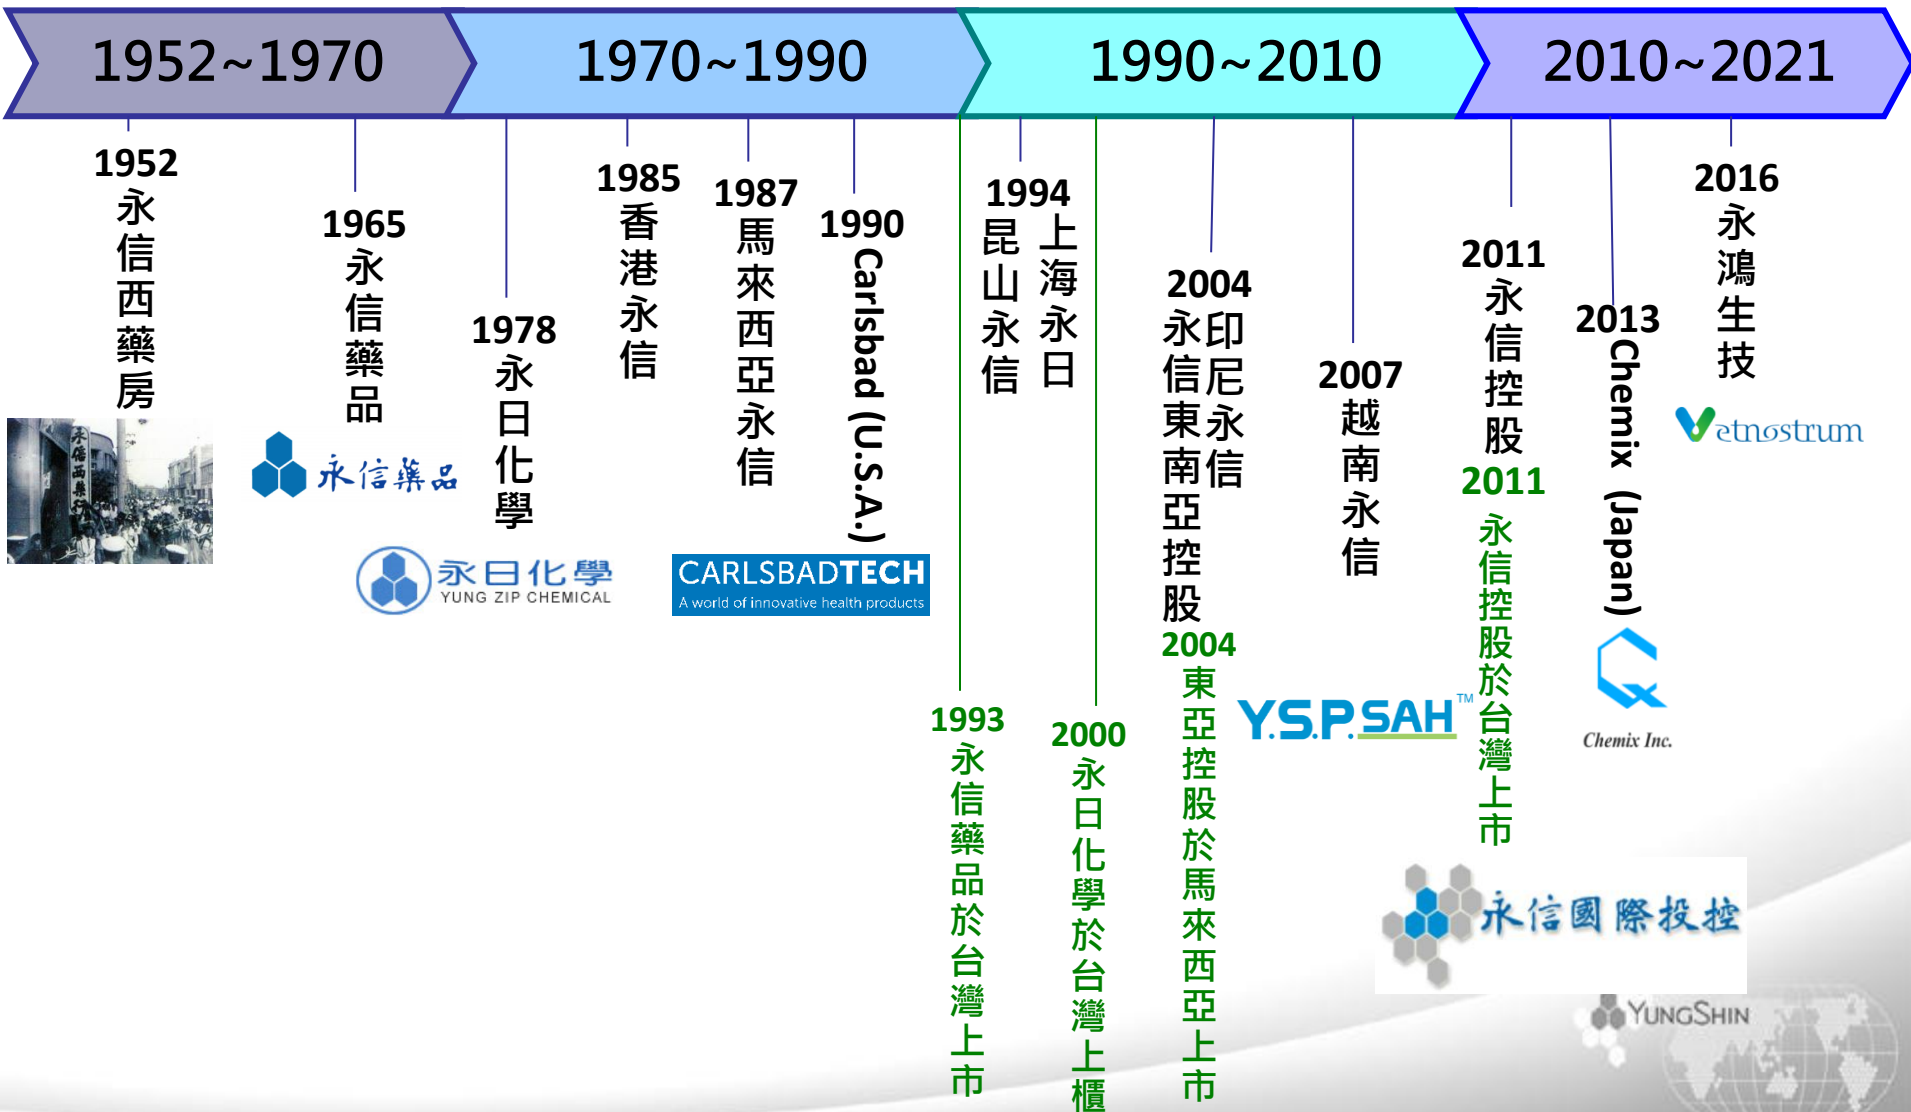 1952~1970
1970~1990
1990~2010
2010~2021
1952
永信西藥房
永信西藥
1965
永信藥品
永信藥品
1978
永日化學
永日化學
YUNG ZIP CHEMICAL
1985
香港永信
1987
馬來西亞永信
1990
Carlsbad (U.S.A.)
CARLSBADTECH
A world of innovative health products
1993
永信藥品於台灣上市
1994
昆山永信
上海永日
2000
永日化學於台灣上櫃
2004
永信東南亞控股
印尼永信
2004
東亞控股於馬來西亞上市
Y.S.P.SAH™
2007
越南永信
2011
永信控股
2011
永信控股於台灣上市
永信國際投控
2013
Chemix (Japan)
Chemix Inc.
2016
永鴻生技
Vetnostrum
YUNGSHIN